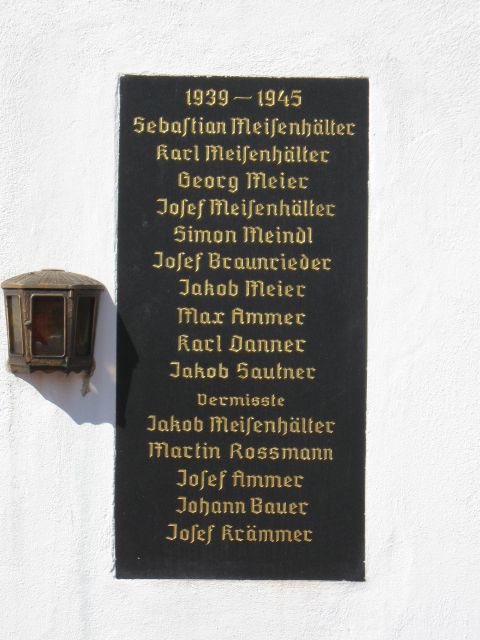 1939 – 1945
Sebaſtian Meiſenhälter
Karl Meiſenhälter
Georg Meier
Joſef Meiſenhälter
Simon Meindl
Joſef Braunrieder
Jakob Meier
Max Ammer
Karl Danner
Jakob Sautner
Vermisste
Jakob Meiſenhälter
Martin Rossmann
Joſef Ammer
Johann Bauer
Joſef Krämmer